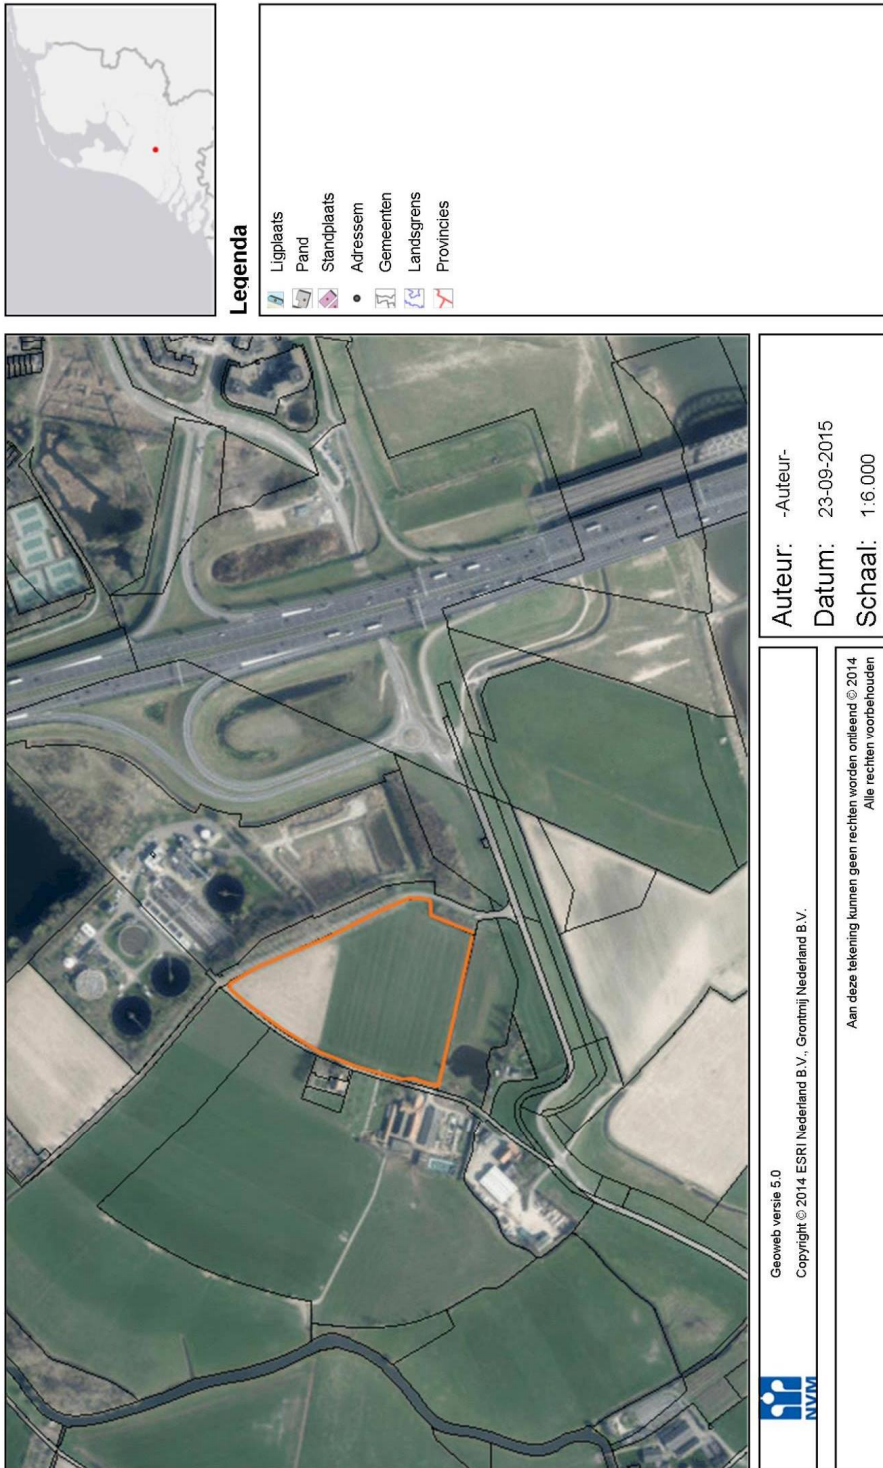 Legenda
Ligplaats
Pand
Standplaats
Adressem
Gemeenten
Landsgrens
Provincies
Auteur: -Auteur-
Datum: 23-09-2015
Schaal: 1:6.000
Geoweb versie 5.0
Copyright © 2014 ESRI Nederland B.V., Grontmij Nederland B.V.
NVM
Aan deze tekening kunnen geen rechten worden ontleend © 2014
Alle rechten voorbehouden